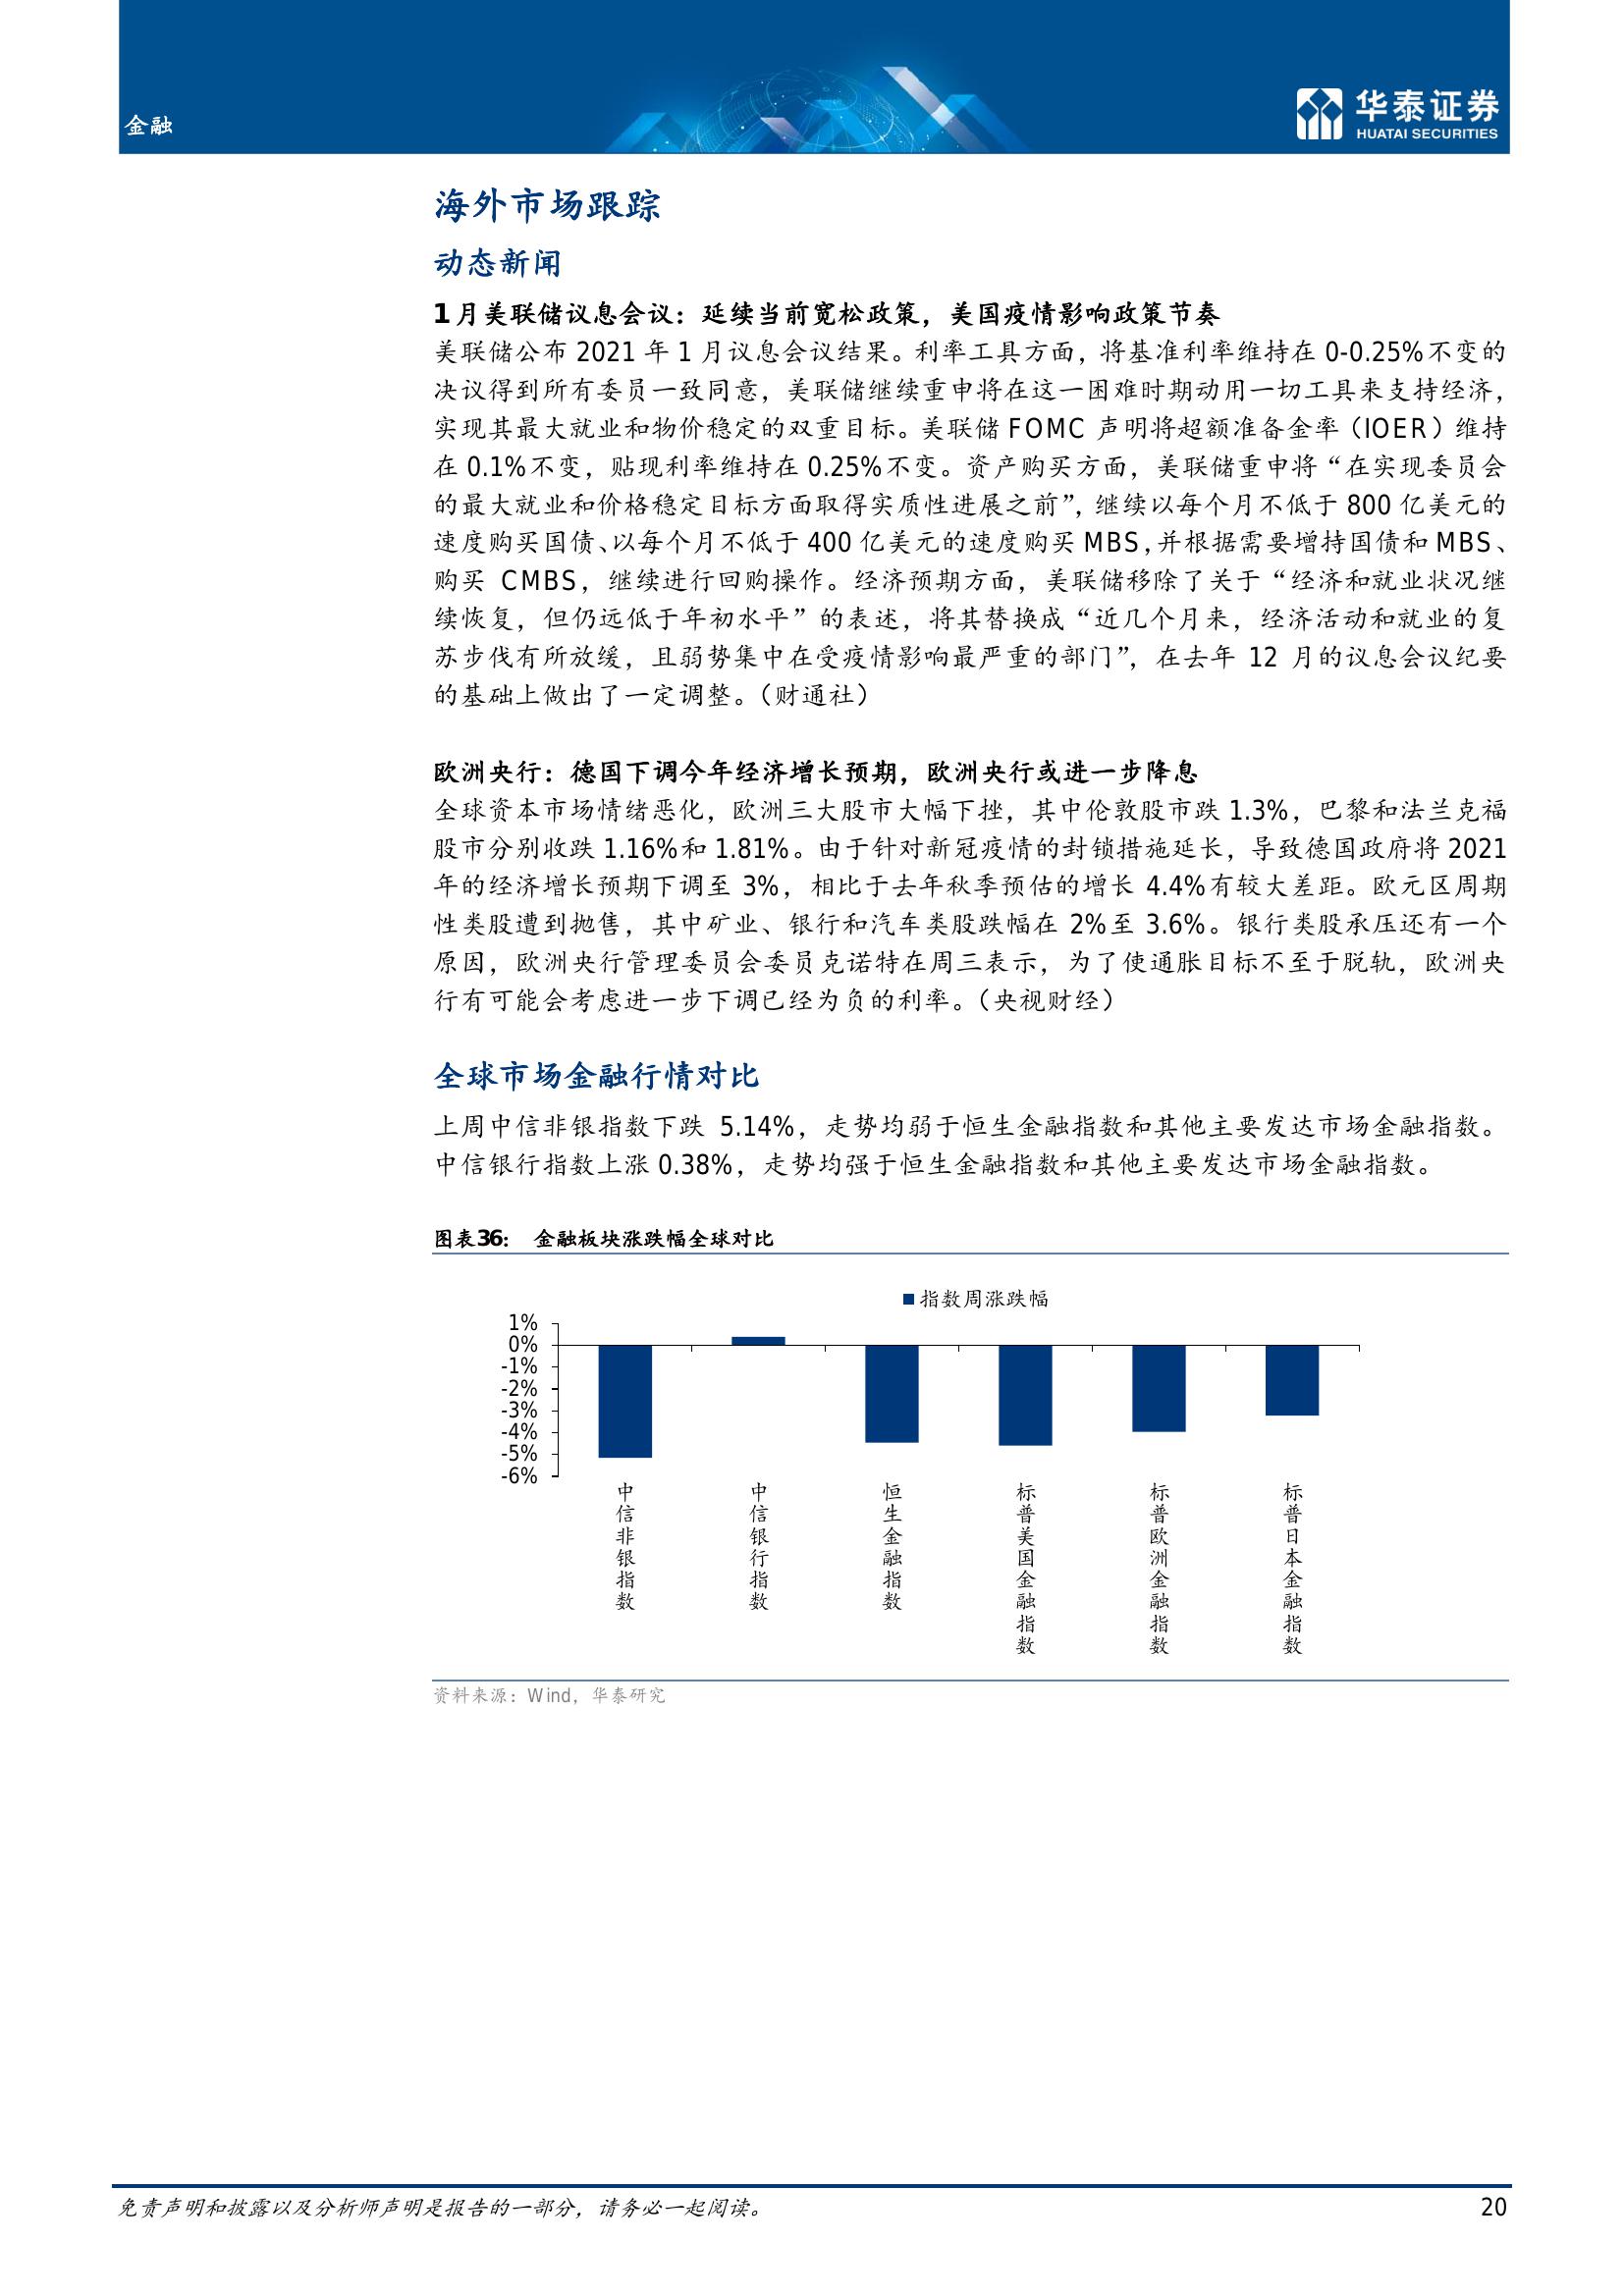 金融
华泰证券
HUATAI SECURITIES
海外市场跟踪
动态新闻
1 月美联储议息会议：延续当前宽松政策，美国疫情影响政策节奏
美联储公布 2021 年 1 月议息会议结果。利率工具方面，将基准利率维持在 0-0.25%不变的
决议得到所有委员一致同意，美联储继续重申将在这一困难时期动用一切工具来支持经济，
实现其最大就业和物价稳定的双重目标。美联储 FOMC 声明将超额准备金率（IOER）维持
在 0.1%不变，贴现利率维持在 0.25%不变。资产购买方面，美联储重申将“在实现委员会
的最大就业和价格稳定目标方面取得实质性进展之前”，继续以每个月不低于 800 亿美元的
速度购买国债、以每个月不低于 400 亿美元的速度购买 MBS，并根据需要增持国债和 MBS、
购买 CMBS，继续进行回购操作。经济预期方面，美联储移除了关于“经济和就业状况继
续恢复，但仍远低于年初水平”的表述，将其替换成“近几个月来，经济活动和就业的复
苏步伐有所放缓，且弱势集中在受疫情影响最严重的部门”，在去年 12 月的议息会议纪要
的基础上做出了一定调整。（财通社）
欧洲央行：德国下调今年经济增长预期，欧洲央行或进一步降息
全球资本市场情绪恶化，欧洲三大股市大幅下挫，其中伦敦股市跌 1.3%，巴黎和法兰克福
股市分别收跌 1.16%和 1.81%。由于针对新冠疫情的封锁措施延长，导致德国政府将 2021
年的经济增长预期下调至 3%，相比于去年秋季预估的增长 4.4%有较大差距。欧元区周期
性类股遭到抛售，其中矿业、银行和汽车类股跌幅在 2%至 3.6%。银行类股承压还有一个
原因，欧洲央行管理委员会委员克诺特在周三表示，为了使通胀目标不至于脱轨，欧洲央
行有可能会考虑进一步下调已经为负的利率。（央视财经）
全球市场金融行情对比
上周中信非银指数下跌 5.14%，走势均弱于恒生金融指数和其他主要发达市场金融指数。
中信银行指数上涨 0.38%，走势均强于恒生金融指数和其他主要发达市场金融指数。
图表36： 金融板块涨跌幅全球对比
指数周涨跌幅
1%
0%
-1%
-2%
-3%
-4%
-5%
-6%
中信非银指数
中信银行指数
恒生金融指数
标普美国金融指数
标普欧洲金融指数
标普日本金融指数
资料来源：Wind，华泰研究
免责声明和披露以及分析师声明是报告的一部分，请务必一起阅读。
20